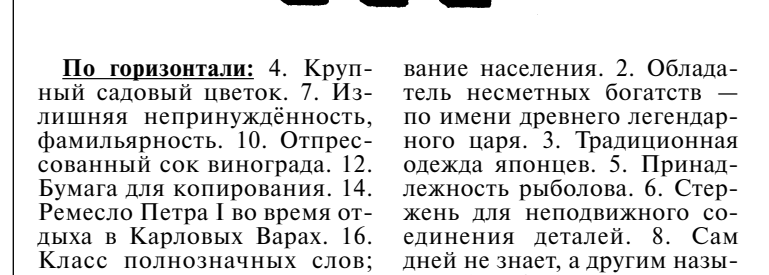 По горизонтали: 4. Круп-
ный садовый цветок. 7. Из-
лишняя непринуждённость,
фамильярность. 10. Отпрес-
сованный сок винограда. 12.
Бумага для копирования. 14.
Ремесло Петра I во время от-
дыха в Карловых Варах. 16.
Класс полнозначных слов;
вание населения. 2. Облада-
тель несметных богатств —
по имени древнего легендар-
ного царя. 3. Традиционная
одежда японцев. 5. Принад-
лежность рыболова. 6. Стер-
жень для неподвижного со-
единения деталей. 8. Сам
дней не знает, а другим назы-